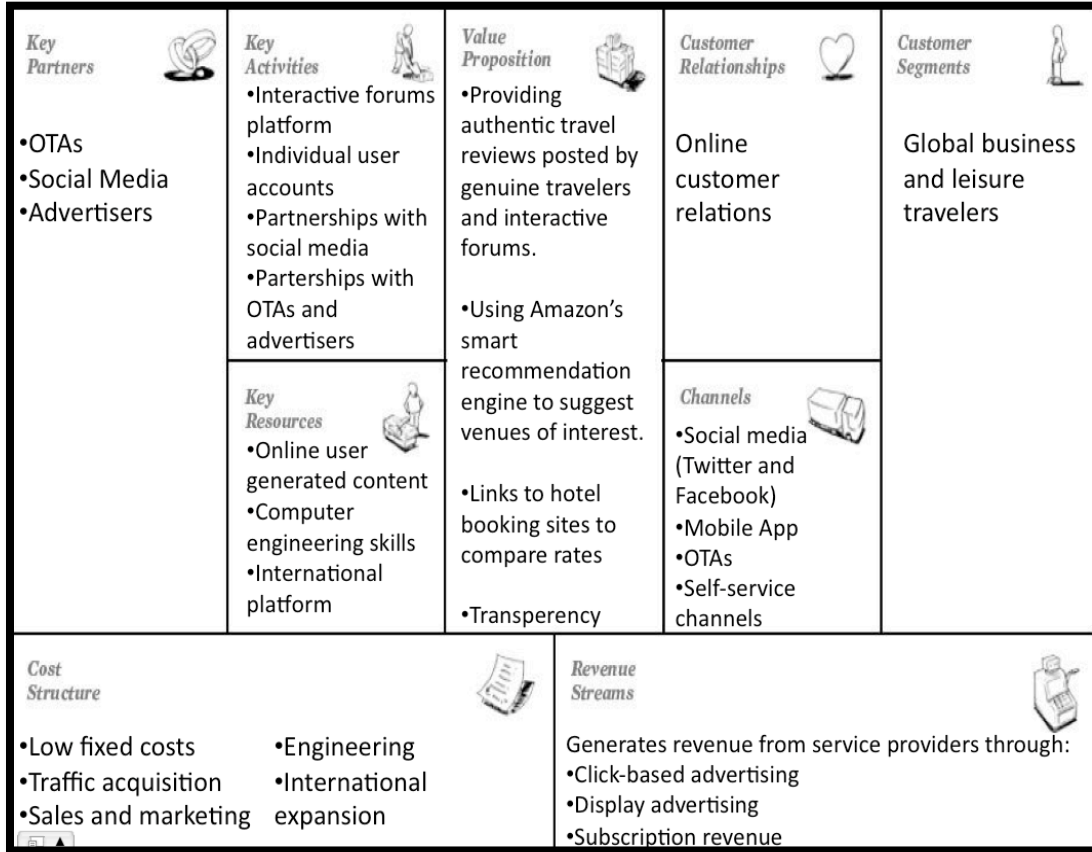 Key
Partners
•OTAs
•Social Media
•Advertisers
Key
Activities
•Interactive forums
platform
•Individual user
accounts
•Partnerships with
social media
•Parterships with
OTAs and
advertisers
Key
Resources
•Online user
generated content
•Computer
engineering skills
•International
platform
Value
Proposition
•Providing
authentic travel
reviews posted by
genuine travelers
and interactive
forums.
•Using Amazon’s
smart
recommendation
engine to suggest
venues of interest.
•Links to hotel
booking sites to
compare rates
•Transperency
Customer
Relationships
Online
customer
relations
Channels
•Social media
(Twitter and
Facebook)
•Mobile App
•OTAs
•Self-service
channels
Customer
Segments
Global business
and leisure
travelers
Cost
Structure
•Low fixed costs
•Traffic acquisition
•Sales and marketing
•Engineering
•International
expansion
Revenue
Streams
Generates revenue from service providers through:
•Click-based advertising
•Display advertising
•Subscription revenue